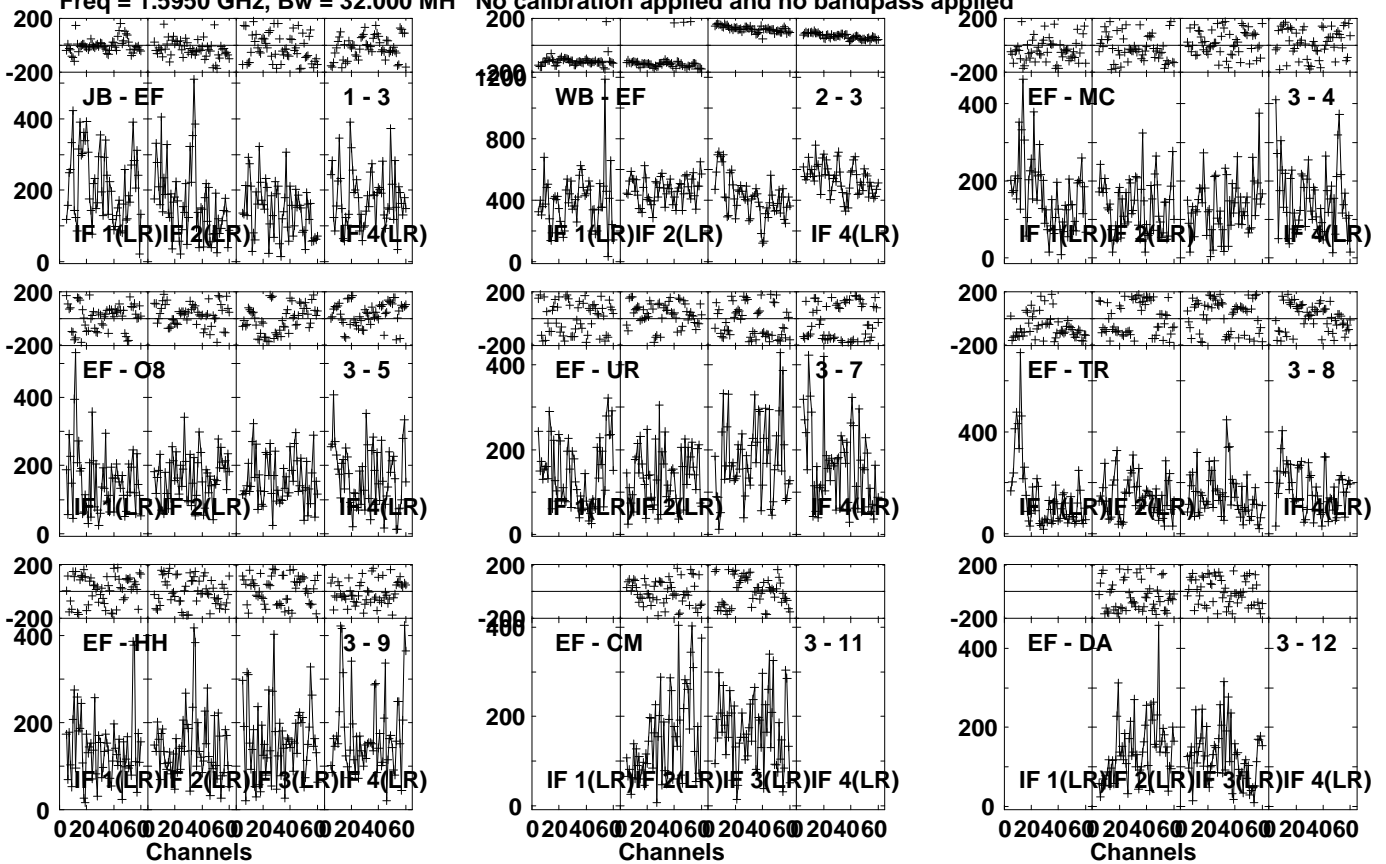 Freq = 1.5950 GHz, Bw = 32.000 MH No calibration applied and no bandpass applied
200
-200
JB - EF 1 - 3
400
200
0
IF 1(LR) IF 2(LR) IF 4(LR)
200
-200
1200
WB - EF 2 - 3
800
600
400
0
IF 1(LR) IF 2(LR) IF 4(LR)
200
-200
EF - MC 3 - 4
400
200
0
IF 1(LR) IF 2(LR) IF 4(LR)
200
-200
EF - O8 3 - 5
400
200
0
IF 1(LR) IF 2(LR) IF 4(LR)
200
-200
EF - UR 3 - 7
400
200
0
IF 1(LR) IF 2(LR) IF 4(LR)
200
-200
EF - TR 3 - 8
400
0
IF 1(LR) IF 2(LR) IF 4(LR)
200
-200
EF - HH 3 - 9
400
200
0
IF 1(LR) IF 2(LR) IF 3(LR) IF 4(LR)
0 20 40 60 0 20 40 60 0 20 40 60 0 20 40 60
Channels
200
-200
400
EF - CM 3 - 11
200
0
IF 1(LR) IF 2(LR) IF 3(LR) IF 4(LR)
0 20 40 60 0 20 40 60 0 20 40 60 0 20 40 60
Channels
200
-200
EF - DA 3 - 12
400
200
0
IF 1(LR) IF 2(LR) IF 3(LR) IF 4(LR)
0 20 40 60 0 20 40 60 0 20 40 60 0 20 40 60
Channels